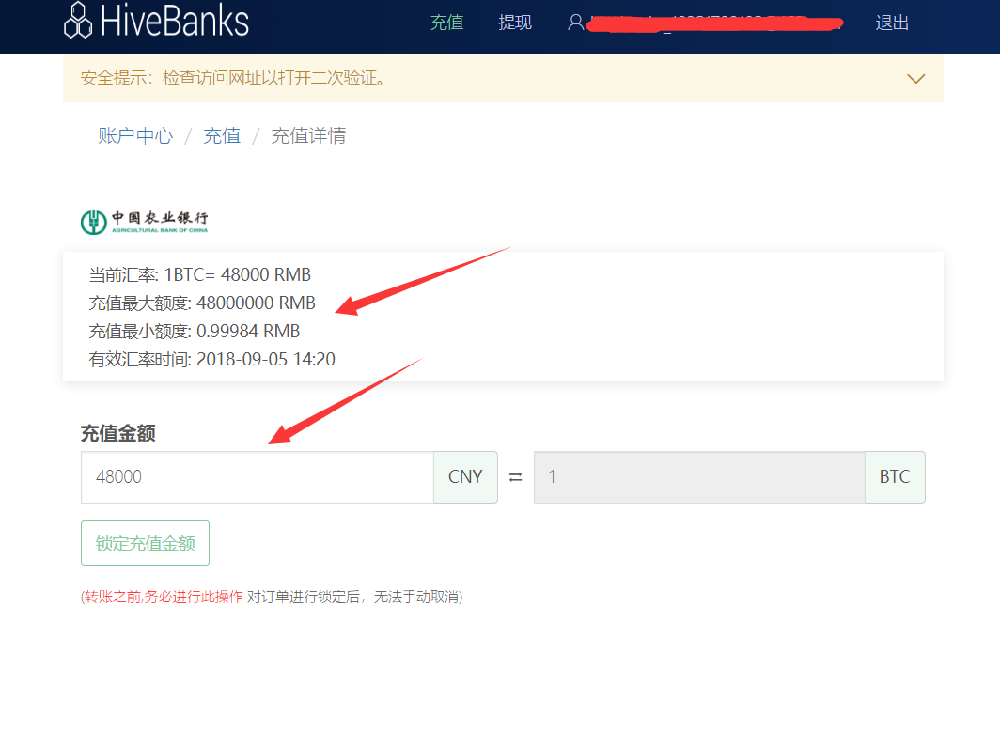 HiveBanks 充值 提现 退出
安全提示：检查访问网址以打开二次验证。
账户中心 / 充值 / 充值详情
中国农业银行
AGRICULTURAL BANK OF CHINA
当前汇率: 1BTC= 48000 RMB
充值最大额度: 48000000 RMB
充值最小额度: 0.99984 RMB
有效汇率时间: 2018-09-05 14:20
充值金额
48000 CNY ⇌ 1 BTC
锁定充值金额
(转账之前,务必进行此操作 对订单进行锁定后，无法手动取消)